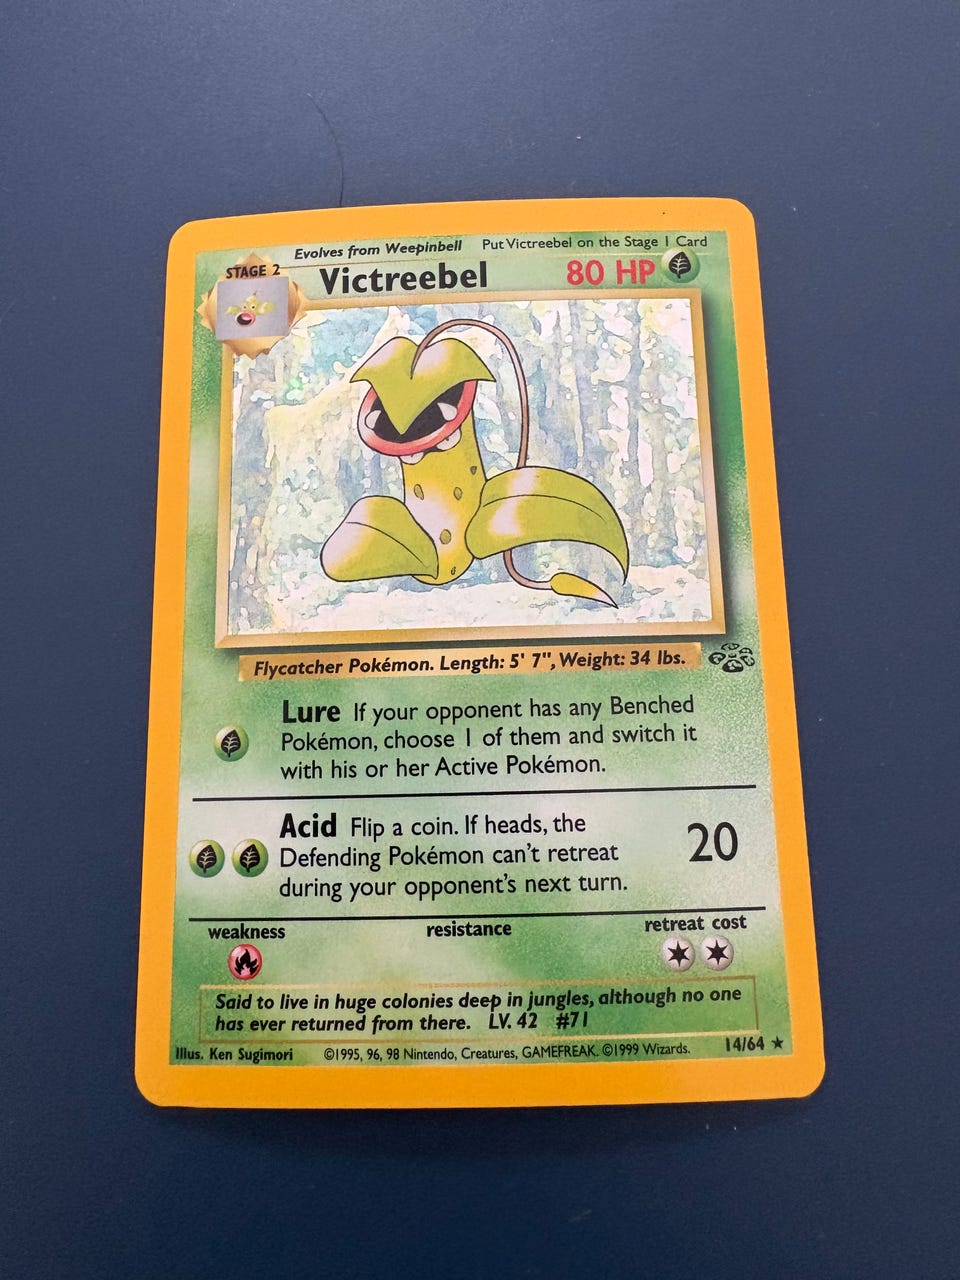 Evolves from Weepinbell Put Victreebel on the Stage 1 Card
STAGE 2
Victreebel 80 HP
Flycatcher Pokémon. Length: 5' 7", Weight: 34 lbs.
Lure If your opponent has any Benched
Pokémon, choose 1 of them and switch it
with his or her Active Pokémon.
Acid Flip a coin. If heads, the
Defending Pokémon can't retreat
during your opponent's next turn.
20
weakness resistance retreat cost
Said to live in huge colonies deep in jungles, although no one
has ever returned from there. LV. 42 #71
Illus. Ken Sugimori ©1995, 96, 98 Nintendo, Creatures, GAMEFREAK. ©1999 Wizards. 14/64 ★